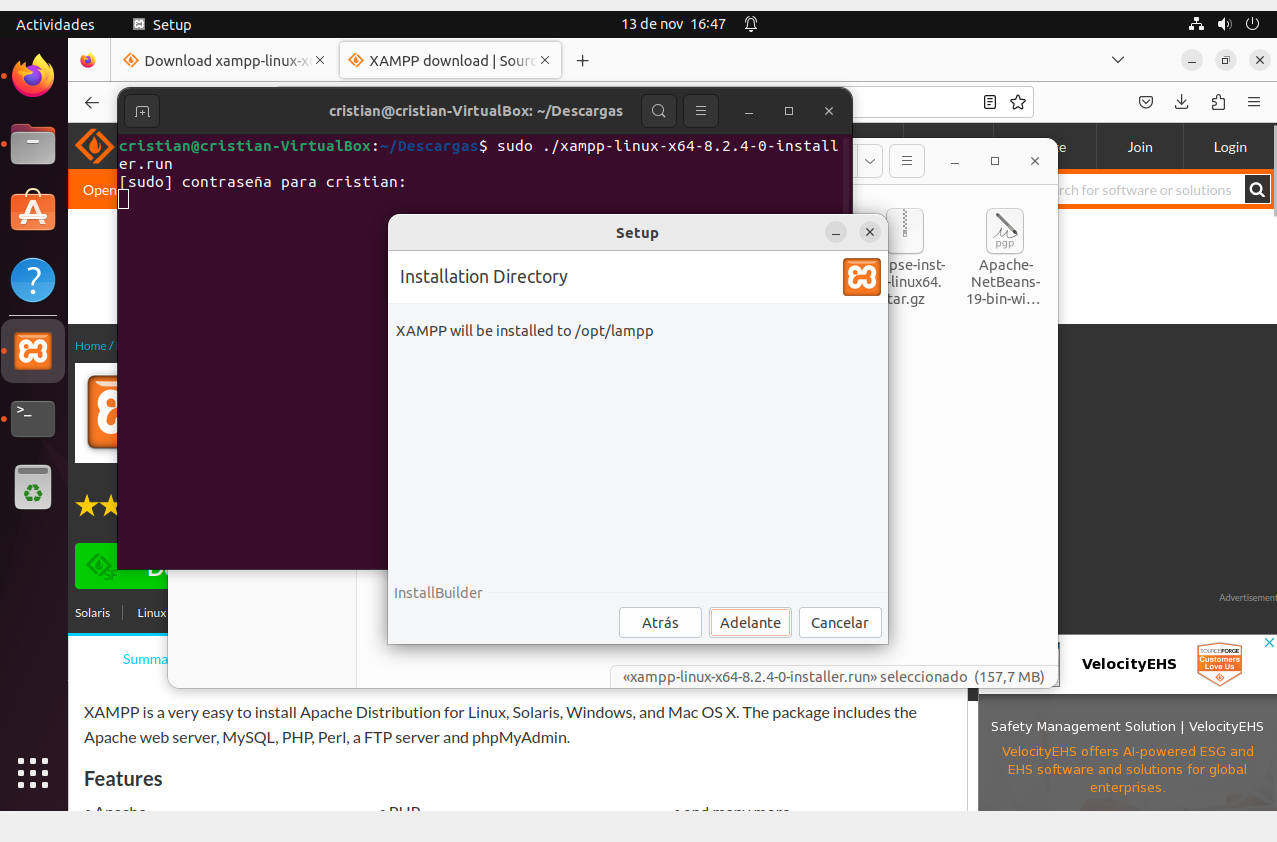 Actividades
Setup
13 de nov 16:47
Download xampp-linux-x
XAMPP download | Sourc
cristian@cristian-VirtualBox: ~/Descargas
cristian@cristian-VirtualBox:~/Descargas$ sudo ./xampp-linux-x64-8.2.4-0-install
er.run
[sudo] contraseña para cristian:
Join
Login
Open
rch for software or solutions
pse-inst-
-linux64.
tar.gz
pgp
Apache-
NetBeans-
19-bin-wi...
Setup
Installation Directory
XAMPP will be installed to /opt/lampp
InstallBuilder
Atrás
Adelante
Cancelar
Home /
Solaris
Linux
Summa
«xampp-linux-x64-8.2.4-0-installer.run» seleccionado (157,7 MB)
Advertisement
VelocityEHS
SOURCEFORGE
Customers
Love Us
Safety Management Solution | VelocityEHS
VelocityEHS offers AI-powered ESG and
EHS software and solutions for global
enterprises.
XAMPP is a very easy to install Apache Distribution for Linux, Solaris, Windows, and Mac OS X. The package includes the
Apache web server, MySQL, PHP, Perl, a FTP server and phpMyAdmin.
Features
• Apache
• PHP
• and many more